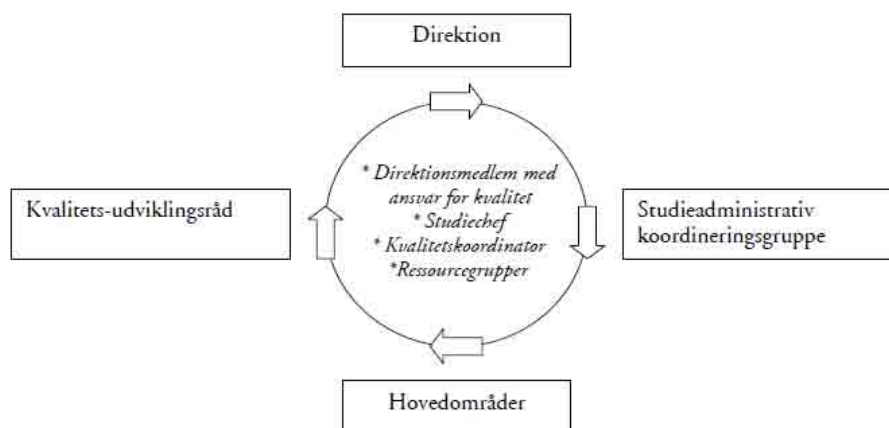 Direktion
* Direktionsmedlem med
ansvar for kvalitet
* Studiechef
* Kvalitetskoordinator
*Ressourcegrupper
Kvalitets-udviklingsråd
Studieadministrativ
koordineringsgruppe
Hovedområder